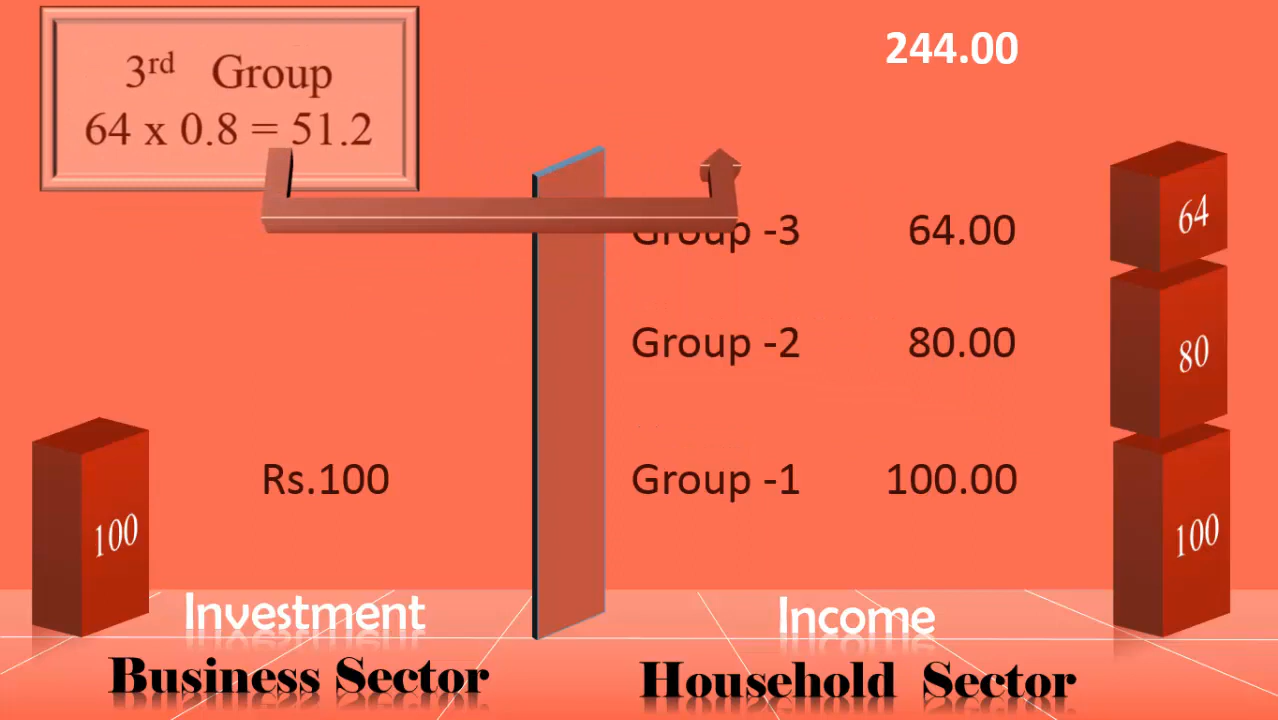 3rd Group
64 x 0.8 = 51.2
244.00
Group -3 64.00
64
Group -2 80.00
80
Rs.100 Group -1 100.00
100
100
Investment
Income
Business Sector
Household Sector